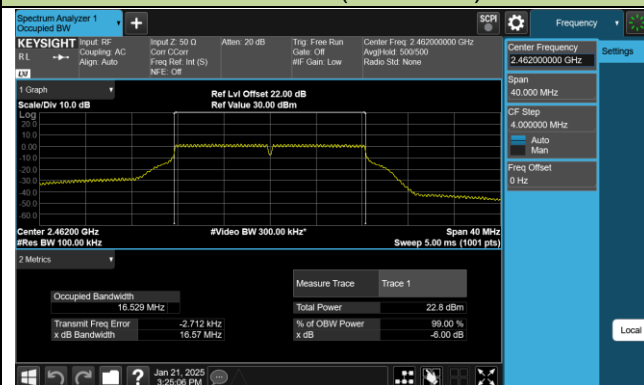 Spectrum Analyzer 1
Occupied BW
+
SCPI
Frequency
KEYSIGHT
RL
LXI
Input: RF
Coupling: AC
Align: Auto
Input Z: 50 Ω
Corr CCorr
Freq Ref: Int (S)
NFE: Off
Atten: 20 dB
Trig: Free Run
Gate: Off
#IF Gain: Low
Center Freq: 2.462000000 GHz
Avg|Hold: 500/500
Radio Std: None
Center Frequency
2.462000000 GHz
Settings
Span
40.000 MHz
CF Step
4.000000 MHz
Auto
Man
Freq Offset
0 Hz
1 Graph
Scale/Div 10.0 dB
Ref Lvl Offset 22.00 dB
Ref Value 30.00 dBm
Log
20.0
10.0
0.00
-10.0
-20.0
-30.0
-40.0
-50.0
-60.0
Center 2.46200 GHz
#Res BW 100.00 kHz
#Video BW 300.00 kHz*
Span 40 MHz
Sweep 5.00 ms (1001 pts)
2 Metrics
Occupied Bandwidth
16.529 MHz
Transmit Freq Error -2.712 kHz
x dB Bandwidth 16.57 MHz
Measure Trace Trace 1
Total Power 22.8 dBm
% of OBW Power 99.00 %
x dB -6.00 dB
Local
?
Jan 21, 2025
3:25:06 PM